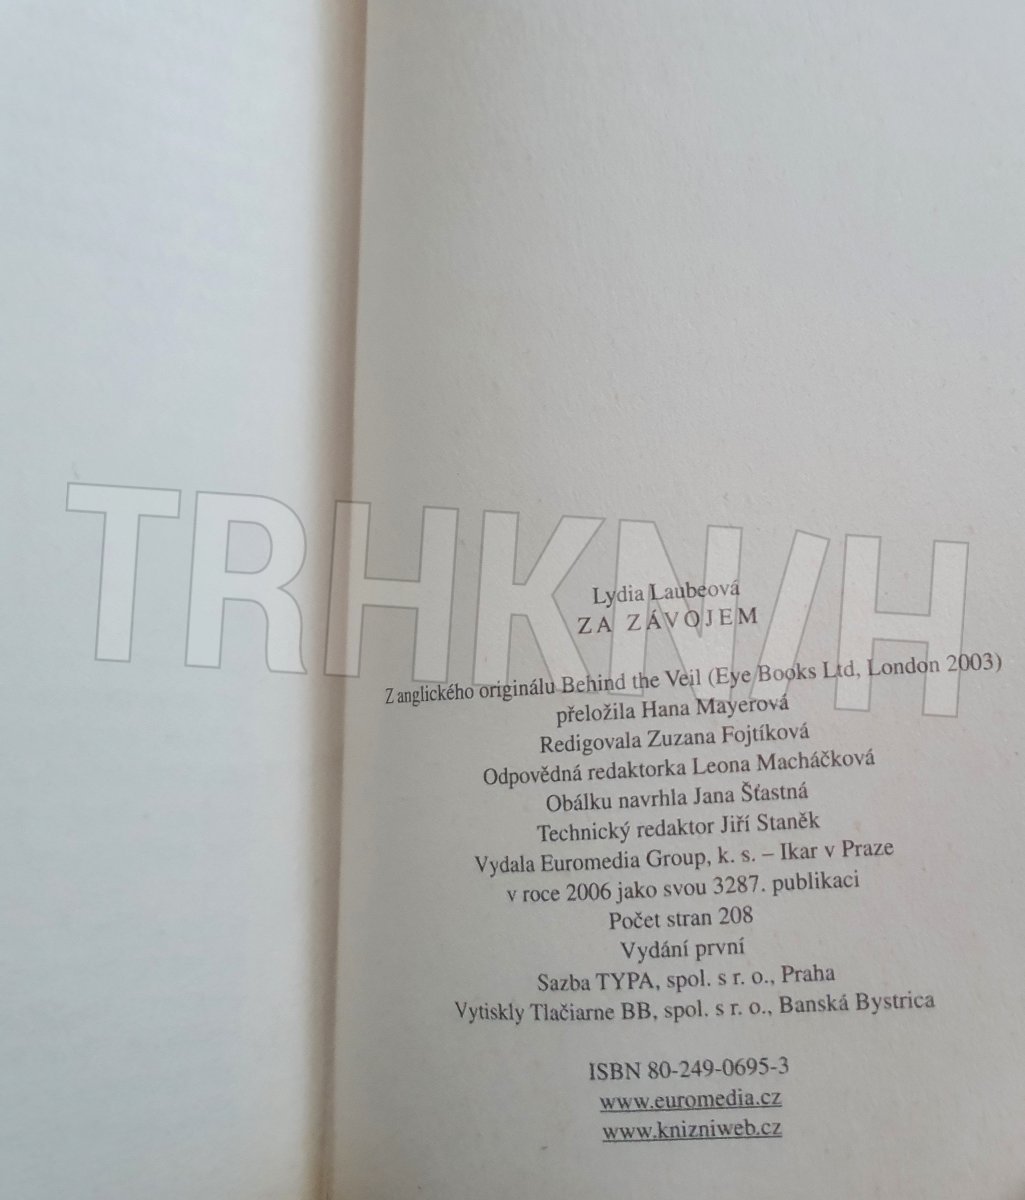 TRHKNIH
Lydia Laubeová
ZA ZÁVOJEM
Z anglického originálu Behind the Veil (Eye Books Ltd, London 2003)
přeložila Hana Mayerová
Redigovala Zuzana Fojtíková
Odpovědná redaktorka Leona Macháčková
Obálku navrhla Jana Šťastná
Technický redaktor Jiří Staněk
Vydala Euromedia Group, k. s. – Ikar v Praze
v roce 2006 jako svou 3287. publikaci
Počet stran 208
Vydání první
Sazba TYPA, spol. s r. o., Praha
Vytiskly Tlačiarne BB, spol. s r. o., Banská Bystrica
ISBN 80-249-0695-3
www.euromedia.cz
www.knizniweb.cz